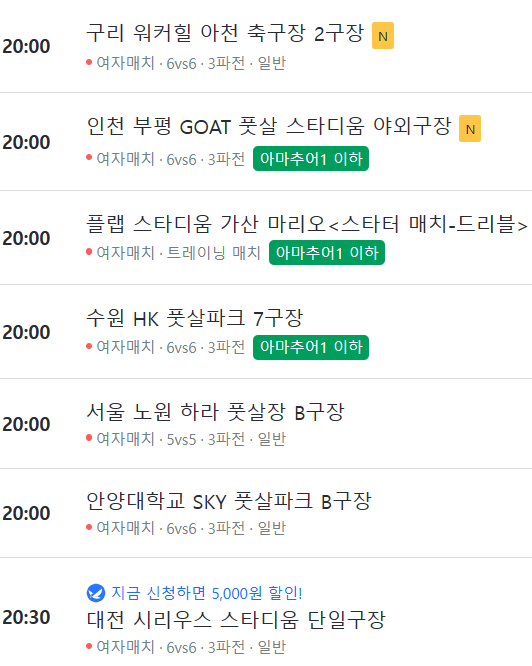 20:00
구리 워커힐 아천 축구장 2구장 N
여자매치 · 6vs6 · 3파전 · 일반
20:00
인천 부평 GOAT 풋살 스타디움 야외구장 N
여자매치 · 6vs6 · 3파전 아마추어1 이하
20:00
플랩 스타디움 가산 마리오<스타터 매치-드리블>
여자매치 · 트레이닝 매치 아마추어1 이하
20:00
수원 HK 풋살파크 7구장
여자매치 · 6vs6 · 3파전 아마추어1 이하
20:00
서울 노원 하라 풋살장 B구장
여자매치 · 5vs5 · 3파전 · 일반
20:00
안양대학교 SKY 풋살파크 B구장
여자매치 · 6vs6 · 3파전 · 일반
20:30
지금 신청하면 5,000원 할인!
대전 시리우스 스타디움 단일구장
여자매치 · 6vs6 · 3파전 · 일반